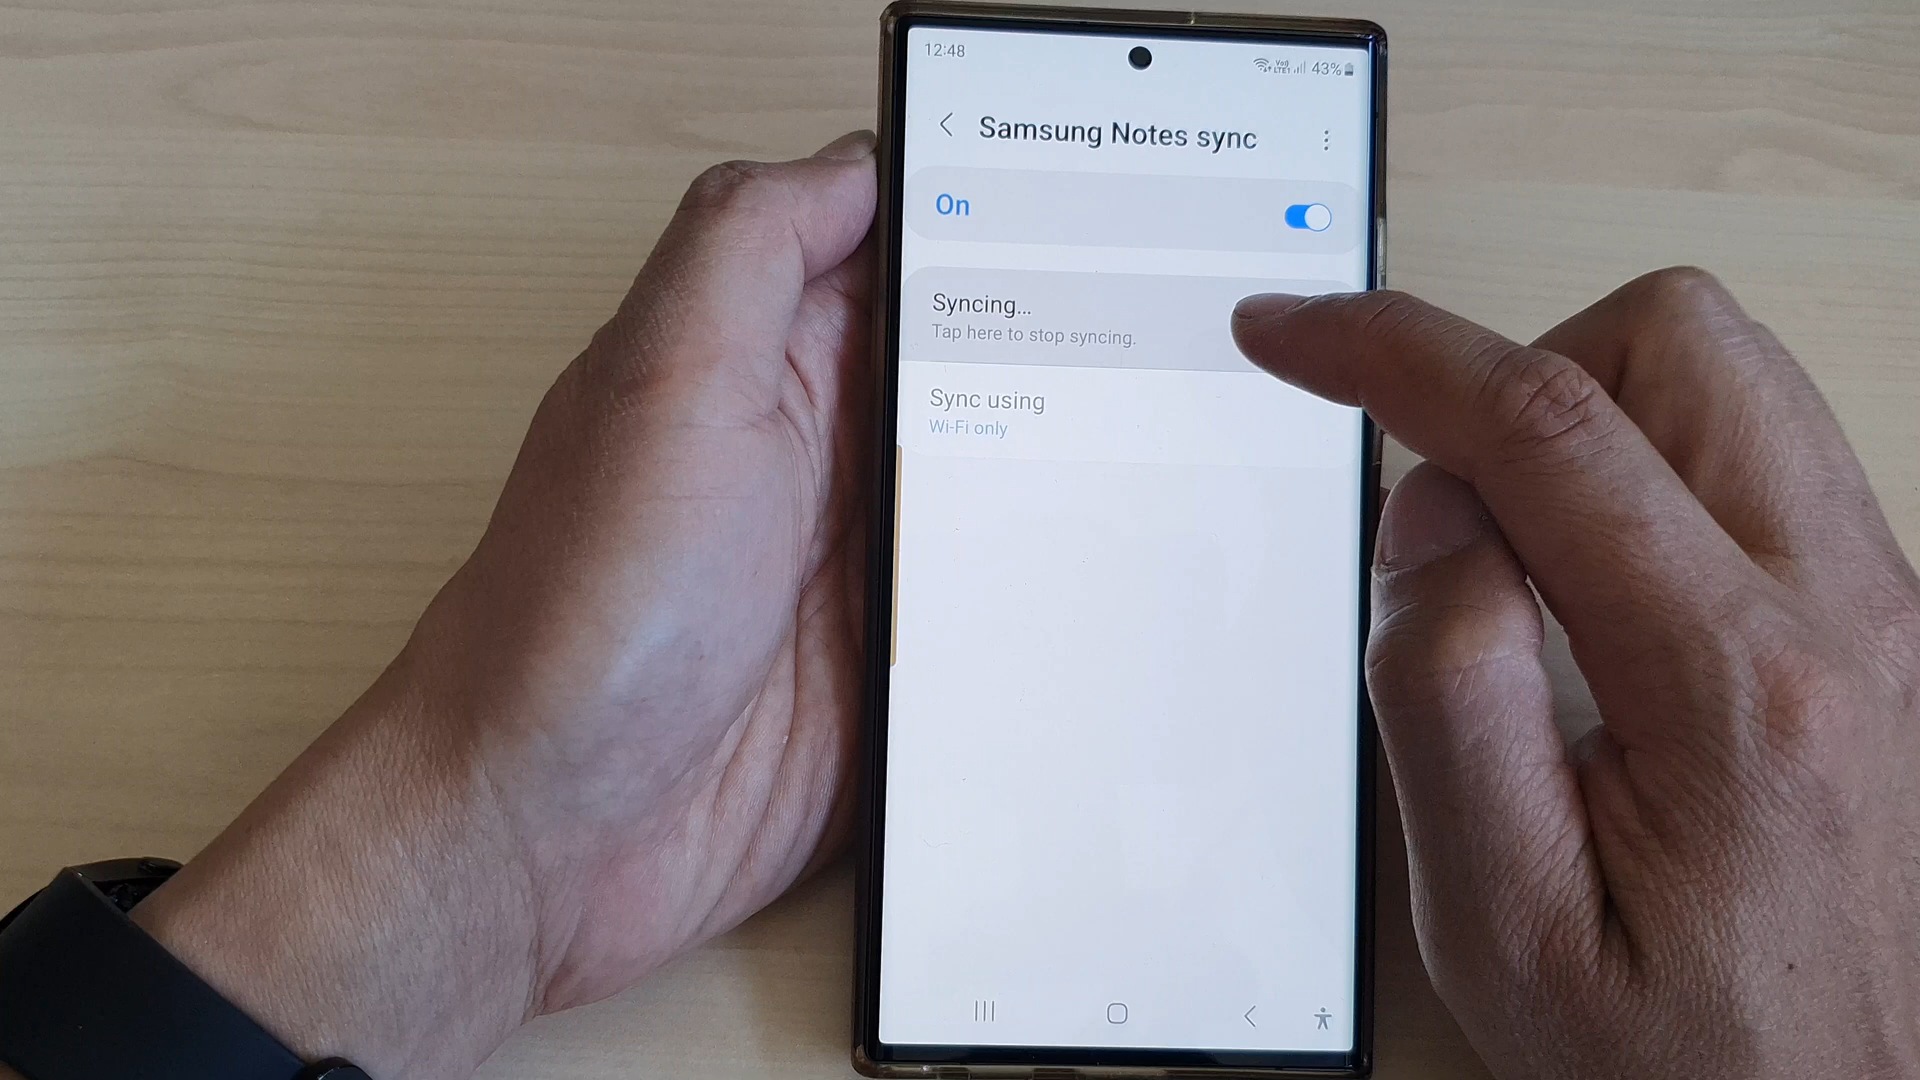 12:48
43%
Samsung Notes sync
On
Syncing...
Tap here to stop syncing.
Sync using
Wi-Fi only